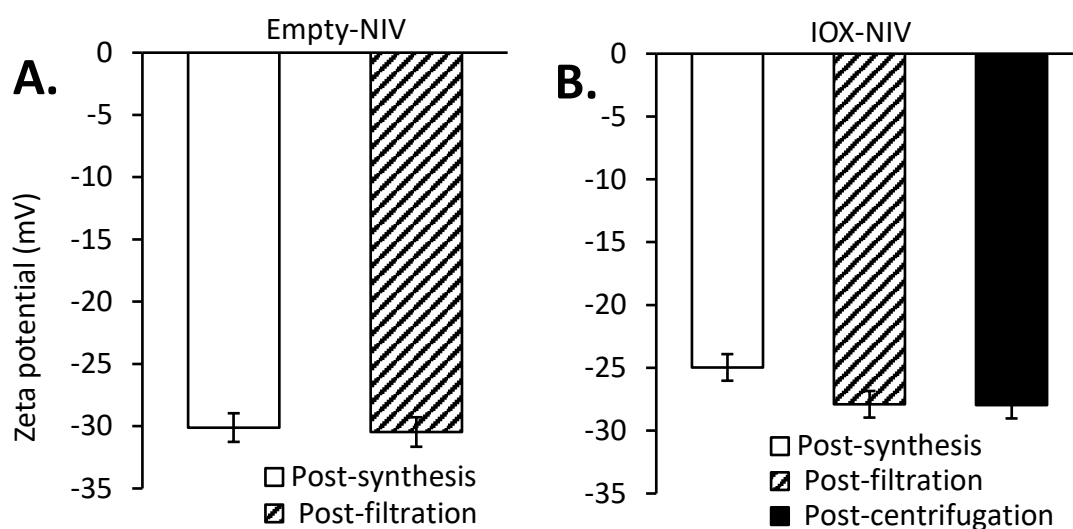 Empty-NIV
A.
0
-5
-10
-15
-20
-25
-30
-35
Zeta potential (mV)
Post-synthesis
Post-filtration
IOX-NIV
B.
0
-5
-10
-15
-20
-25
-30
-35
Post-synthesis
Post-filtration
Post-centrifugation